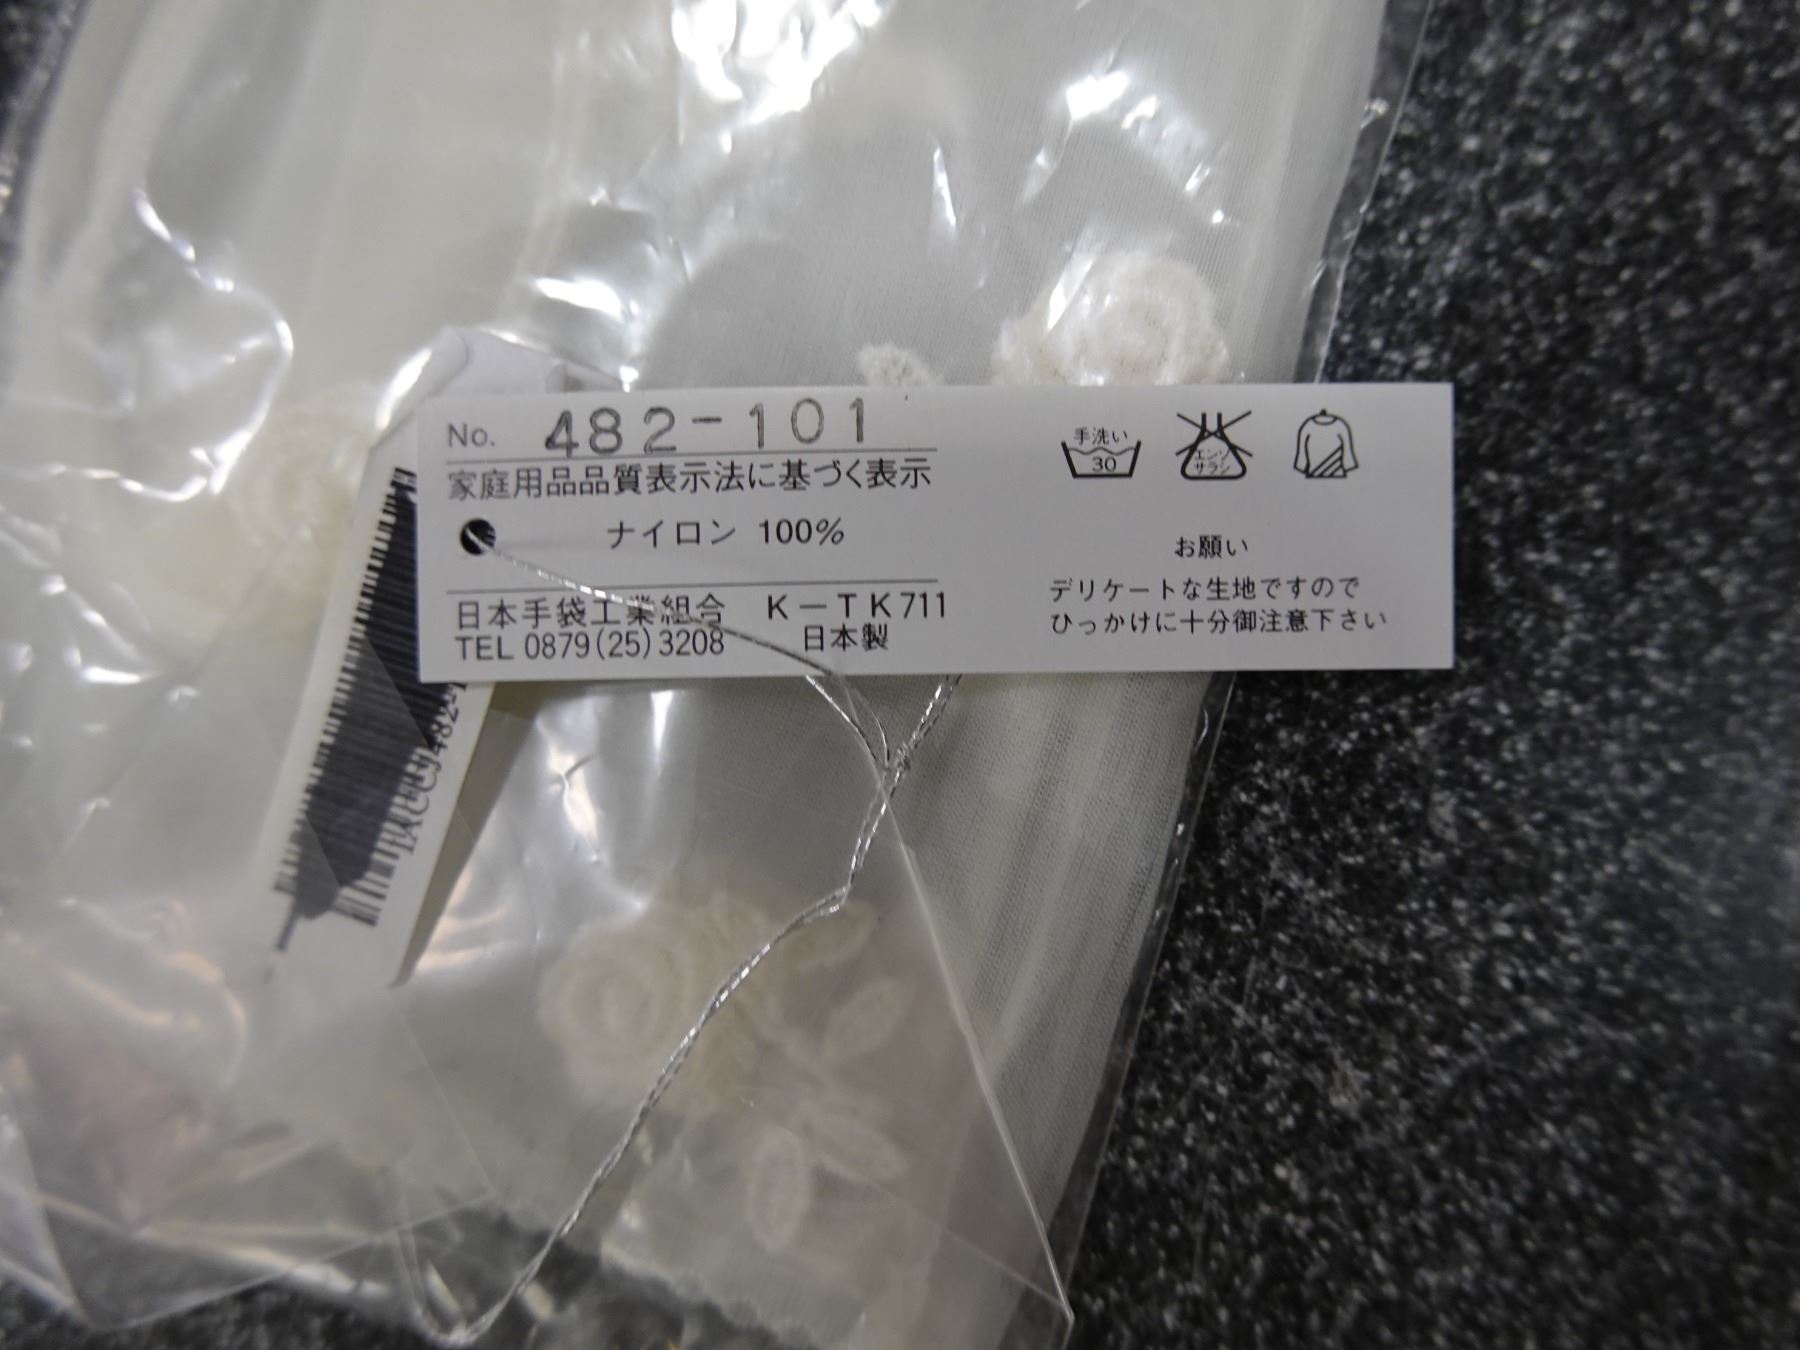 No. 482-101
家庭用品品質表示法に基づく表示
ナイロン 100%
日本手袋工業組合 K-TK711
TEL 0879(25)3208 日本製
手洗い
30
エンソ
サラシ
お願い
デリケートな生地ですので
ひっかけに十分御注意下さい
482-